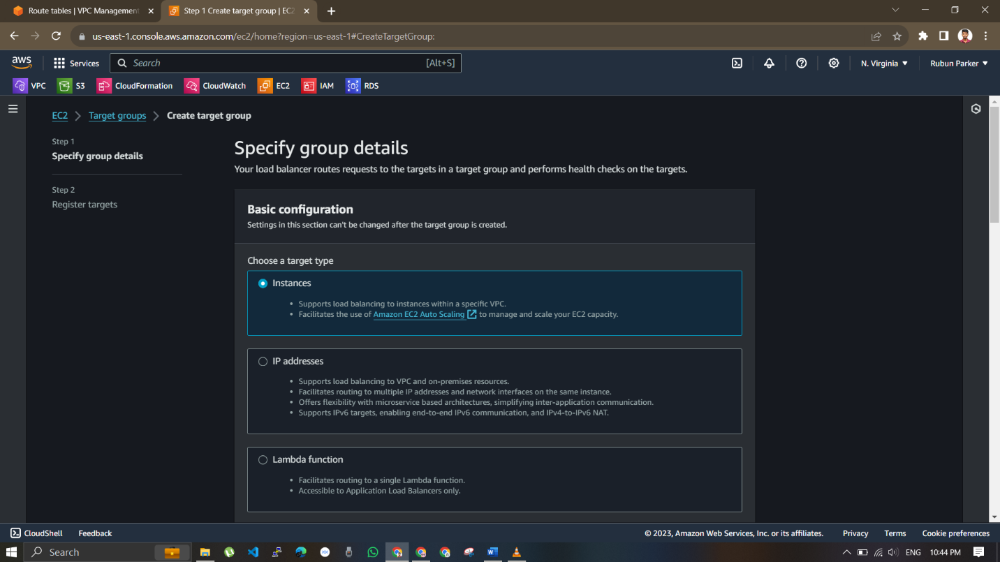 Route tables | VPC Management
Step 1 Create target group | EC2
us-east-1.console.aws.amazon.com/ec2/home?region=us-east-1#CreateTargetGroup:
aws
Services
Search
[Alt+S]
N. Virginia
Rubun Parker
VPC
S3
CloudFormation
CloudWatch
EC2
IAM
RDS
EC2
Target groups
Create target group
Step 1
Specify group details
Step 2
Register targets
Specify group details
Your load balancer routes requests to the targets in a target group and performs health checks on the targets.
Basic configuration
Settings in this section can't be changed after the target group is created.
Choose a target type
Instances
• Supports load balancing to instances within a specific VPC.
• Facilitates the use of Amazon EC2 Auto Scaling to manage and scale your EC2 capacity.
IP addresses
• Supports load balancing to VPC and on-premises resources.
• Facilitates routing to multiple IP addresses and network interfaces on the same instance.
• Offers flexibility with microservice based architectures, simplifying inter-application communication.
• Supports IPv6 targets, enabling end-to-end IPv6 communication, and IPv4-to-IPv6 NAT.
Lambda function
• Facilitates routing to a single Lambda function.
• Accessible to Application Load Balancers only.
CloudShell
Feedback
© 2023, Amazon Web Services, Inc. or its affiliates.
Privacy
Terms
Cookie preferences
Search
ENG
10:44 PM